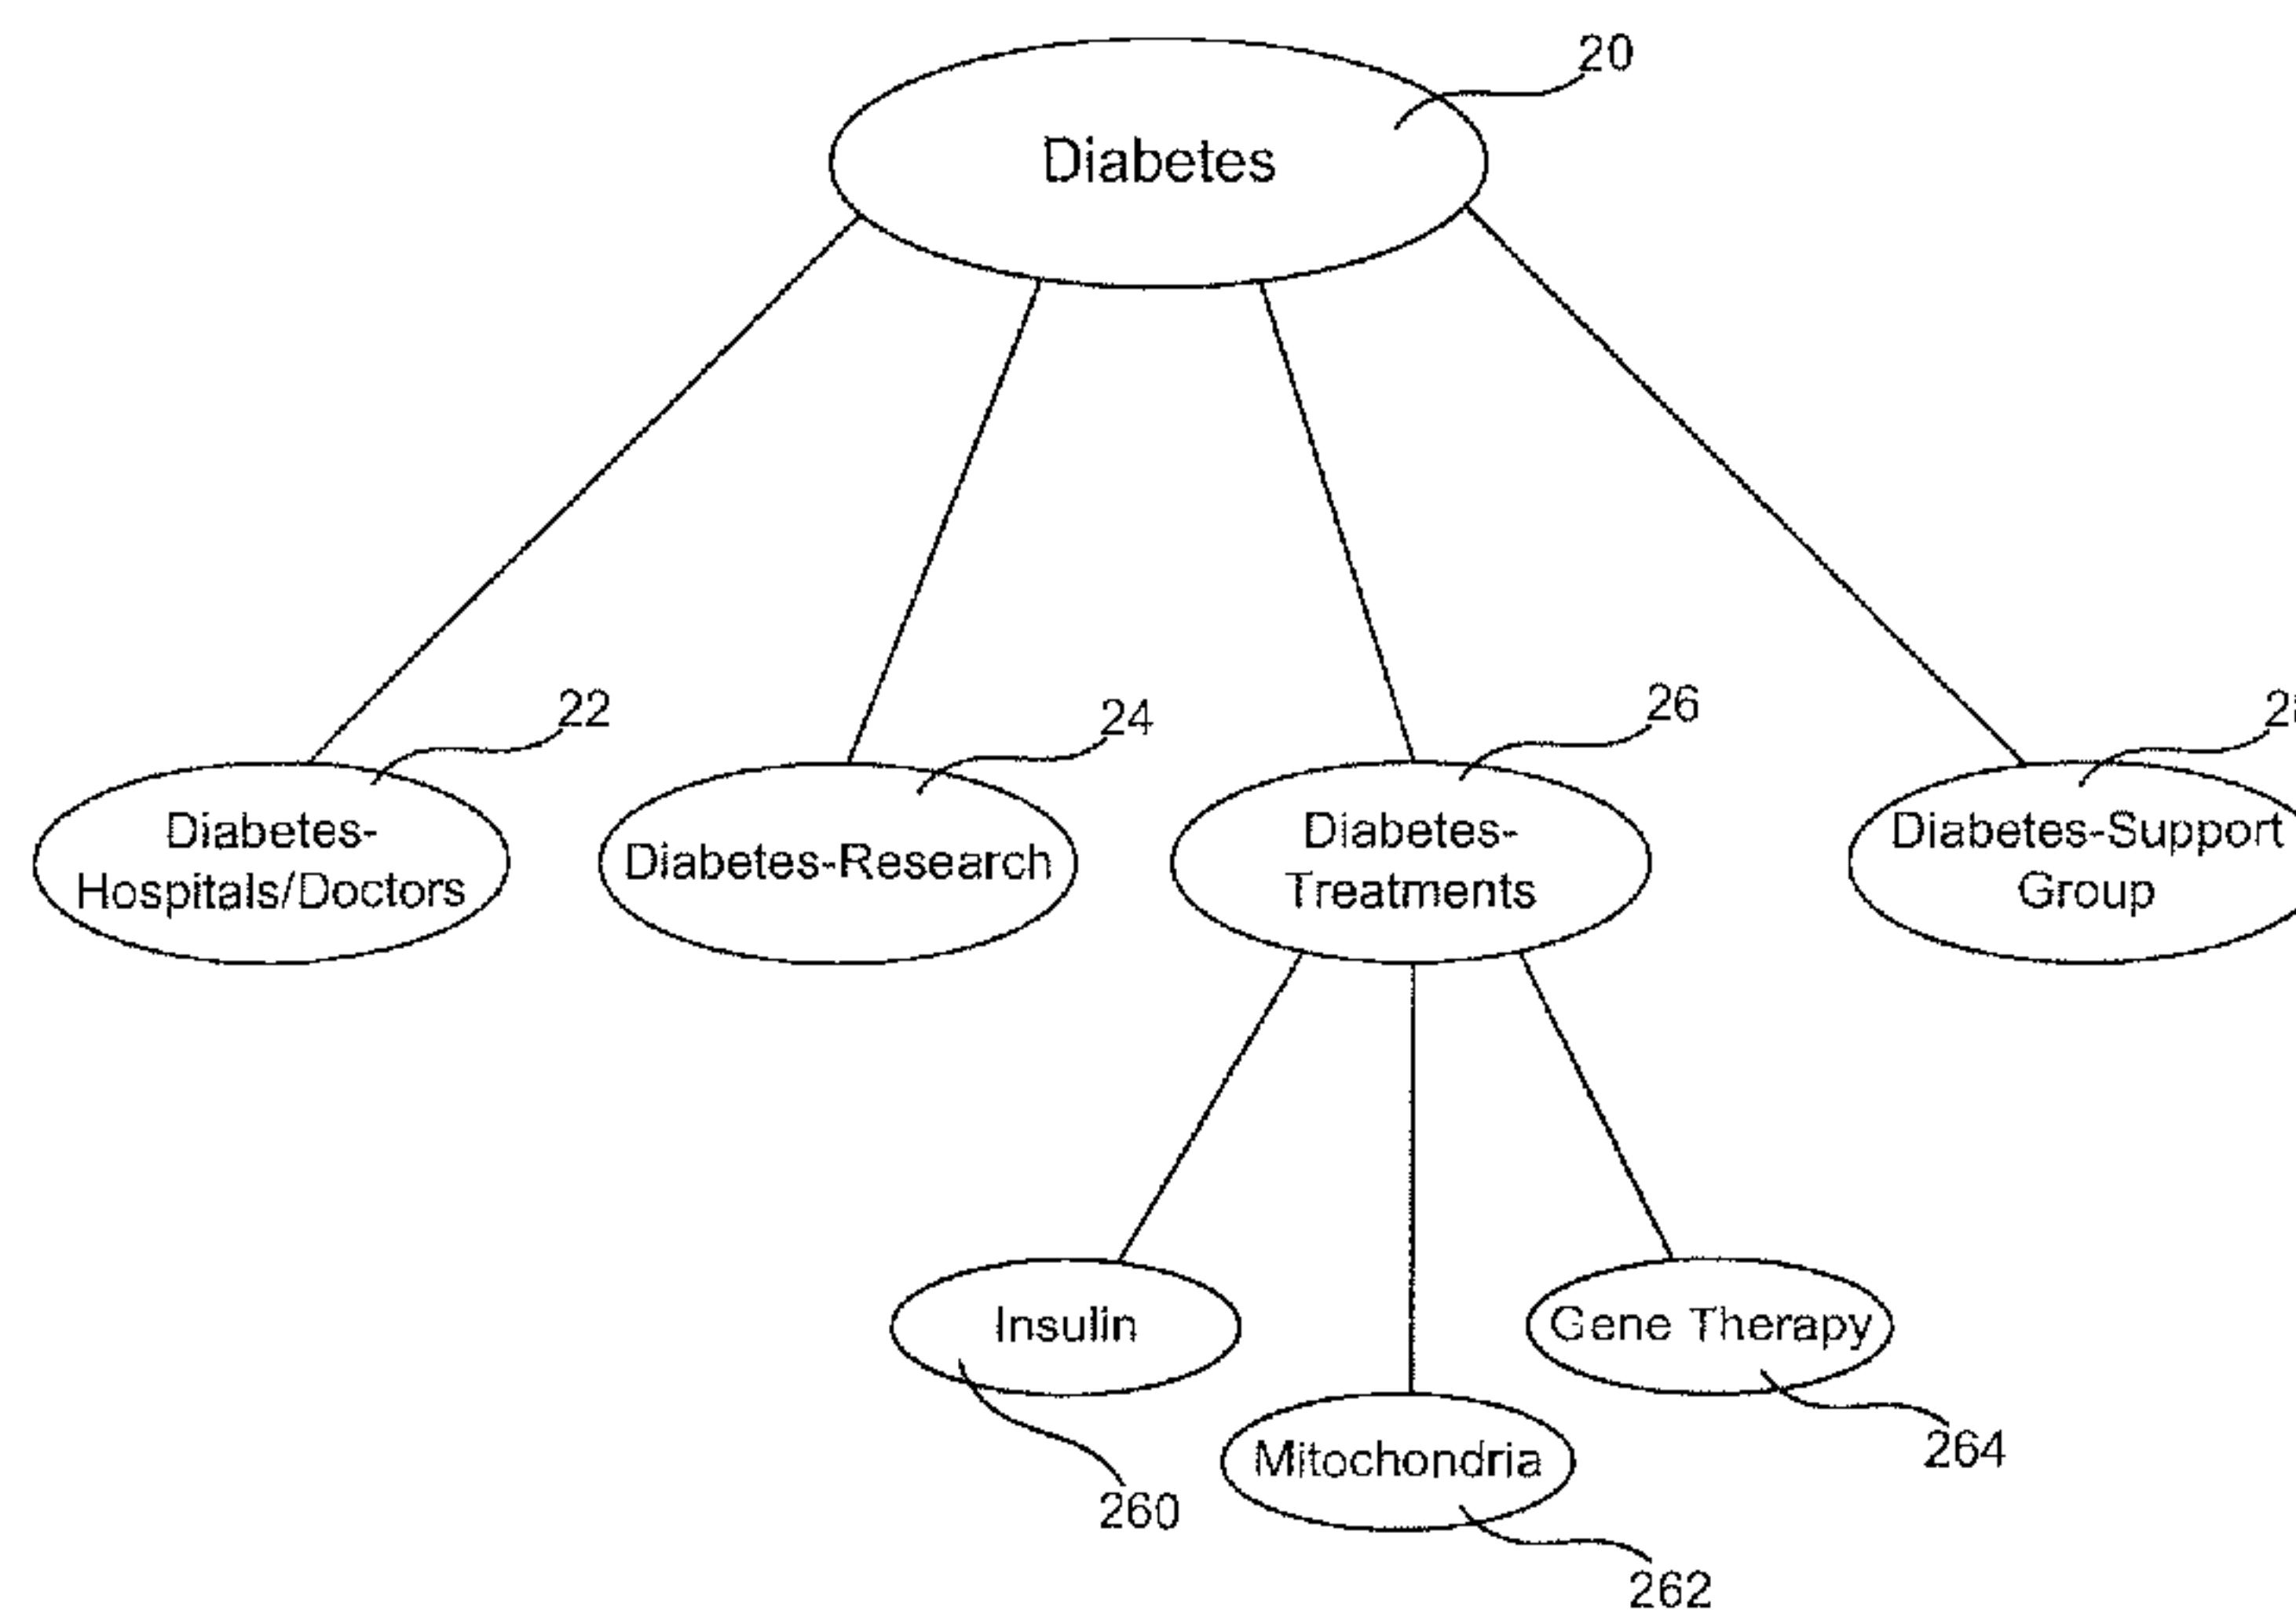 20
Diabetes
22
24
26
Diabetes-
Hospitals/Doctors
Diabetes-Research
Diabetes-
Treatments
Diabetes-Support
Group
Insulin
Gene Therapy
Mitochondria
260
264
262